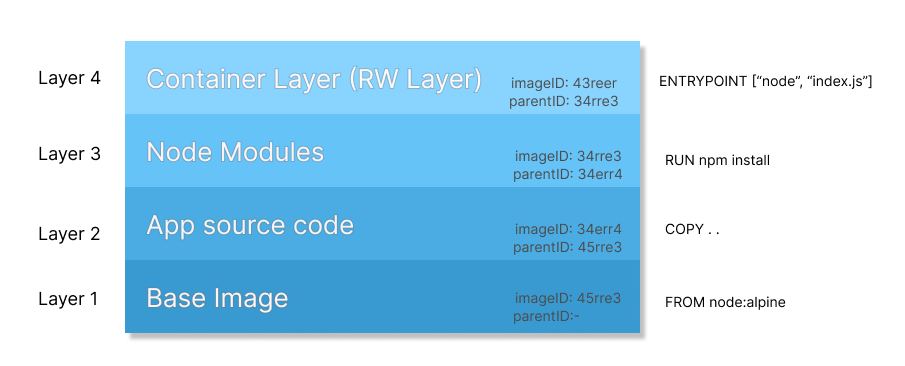 Layer 4
Container Layer (RW Layer)
imageID: 43reer
parentID: 34rre3
ENTRYPOINT [“node”, “index.js”]
Layer 3
Node Modules
imageID: 34rre3
parentID: 34err4
RUN npm install
Layer 2
App source code
imageID: 34err4
parentID: 45rre3
COPY . .
Layer 1
Base Image
imageID: 45rre3
parentID:-
FROM node:alpine